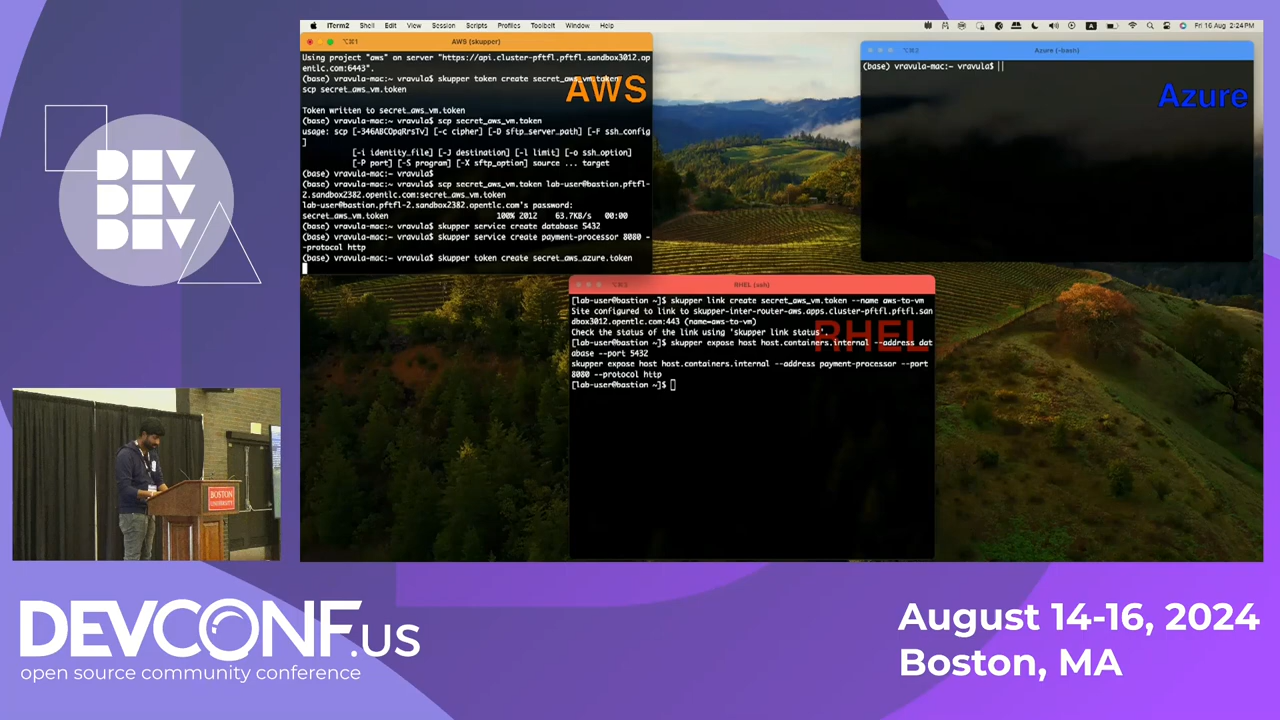 iTerm2 Shell Edit View Session Scripts Profiles Toolbelt Window Help
Fri 16 Aug 2:24PM
AWS (skupper)
Using project "aws" on server "https://api.cluster-pftfl.pftfl.sandbox3012.op
entlc.com:6443".
(base) vravula-mac:~ vravula$ skupper token create secret_aws_vm.token
scp secret_aws_vm.token
AWS
Token written to secret_aws_vm.token
(base) vravula-mac:~ vravula$ scp secret_aws_vm.token
usage: scp [-346ABCOpqRrsTv] [-c cipher] [-D sftp_server_path] [-F ssh_config
]
[-i identity_file] [-J destination] [-l limit] [-o ssh_option]
[-P port] [-S program] [-X sftp_option] source ... target
(base) vravula-mac:~ vravula$
(base) vravula-mac:~ vravula$ scp secret_aws_vm.token lab-user@bastion.pftfl-
2.sandbox2382.opentlc.com:secret_aws_vm.token
lab-user@bastion.pftfl-2.sandbox2382.opentlc.com's password:
secret_aws_vm.token 100% 2012 63.7KB/s 00:00
(base) vravula-mac:~ vravula$ skupper service create database 5432
(base) vravula-mac:~ vravula$ skupper service create payment-processor 8080 -
-protocol http
(base) vravula-mac:~ vravula$ skupper token create secret_aws_azure.token
Azure (-bash)
(base) vravula-mac:~ vravula$
Azure
RHEL (ssh)
[lab-user@bastion ~]$ skupper link create secret_aws_vm.token --name aws-to-vm
Site configured to link to skupper-inter-router-aws.apps.cluster-pftfl.pftfl.san
dbox3012.opentlc.com:443 (name=aws-to-vm)
Check the status of the link using 'skupper link status'.
RHEL
[lab-user@bastion ~]$ skupper expose host host.containers.internal --address dat
abase --port 5432
skupper expose host host.containers.internal --address payment-processor --port
8080 --protocol http
[lab-user@bastion ~]$
DEV
DEV
DEV
BOSTON
UNIVERSITY
DEVCONF.US
open source community conference
August 14-16, 2024
Boston, MA